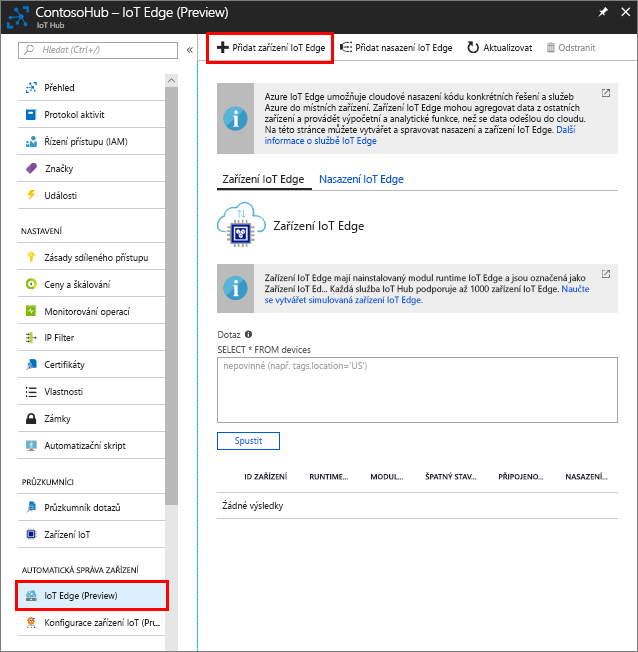 ContosoHub – IoT Edge (Preview)
IoT Hub
Hledat (Ctrl+/)
Přehled
Protokol aktivit
Řízení přístupu (IAM)
Značky
Události
NASTAVENÍ
Zásady sdíleného přístupu
Ceny a škálování
Monitorování operací
IP Filter
Certifikáty
Vlastnosti
Zámky
Automatizační skript
PRŮZKUMNÍCI
Průzkumník dotazů
Zařízení IoT
AUTOMATICKÁ SPRÁVA ZAŘÍZENÍ
IoT Edge (Preview)
Konfigurace zařízení IoT (Pru...
Přidat zařízení IoT Edge
Přidat nasazení IoT Edge
Aktualizovat
Odstranit
Azure IoT Edge umožňuje cloudové nasazení kódu konkrétních řešení a služeb
Azure do místních zařízení. Zařízení IoT Edge mohou agregovat data z ostatních
zařízení a provádět výpočetní a analytické funkce, než se data odešlou do cloudu.
Na této stránce můžete vytvářet a spravovat nasazení a zařízení IoT Edge. Další
informace o službě IoT Edge
Zařízení IoT Edge
Nasazení IoT Edge
Zařízení IoT Edge
Zařízení IoT Edge mají nainstalovaný modul runtime IoT Edge a jsou označená jako
Zařízení IoT Ed... Každá služba IoT Hub podporuje až 1000 zařízení IoT Edge. Naučte
se vytvářet simulovaná zařízení IoT Edge.
Dotaz
SELECT * FROM devices
nepovinné (např. tags.location='US')
Spustit
ID ZAŘÍZENÍ RUNTIME... MODUL... ŠPATNÝ STAV... PŘIPOJENO... NASAZENÍ...
Žádné výsledky